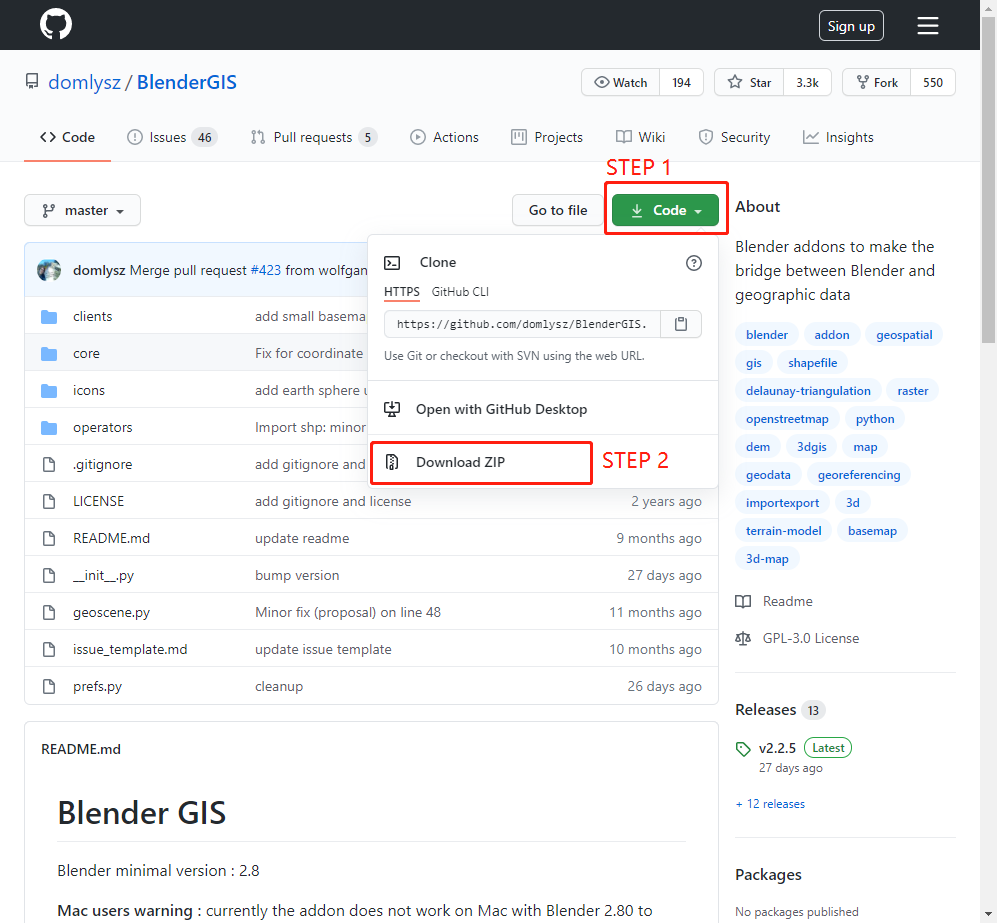 Sign up
domlysz / BlenderGIS
Watch 194 Star 3.3k Fork 550
Code Issues 46 Pull requests 5 Actions Projects Wiki Security Insights
STEP 1
master Go to file Code
domlysz Merge pull request #423 from wolfgan
Clone
HTTPS GitHub CLI
https://github.com/domlysz/BlenderGIS.
Use Git or checkout with SVN using the web URL.
Open with GitHub Desktop
Download ZIP STEP 2
clients add small basema
core Fix for coordinate
icons add earth sphere u
operators Import shp: minor
.gitignore add gitignore and
LICENSE add gitignore and license 2 years ago
README.md update readme 9 months ago
__init__.py bump version 27 days ago
geoscene.py Minor fix (proposal) on line 48 11 months ago
issue_template.md update issue template 10 months ago
prefs.py cleanup 26 days ago
README.md
Blender GIS
Blender minimal version : 2.8
Mac users warning : currently the addon does not work on Mac with Blender 2.80 to
About
Blender addons to make the
bridge between Blender and
geographic data
blender addon geospatial
gis shapefile
delaunay-triangulation raster
openstreetmap python
dem 3dgis map
geodata georeferencing
importexport 3d
terrain-model basemap
3d-map
Readme
GPL-3.0 License
Releases 13
v2.2.5 Latest
27 days ago
+ 12 releases
Packages
No packages published